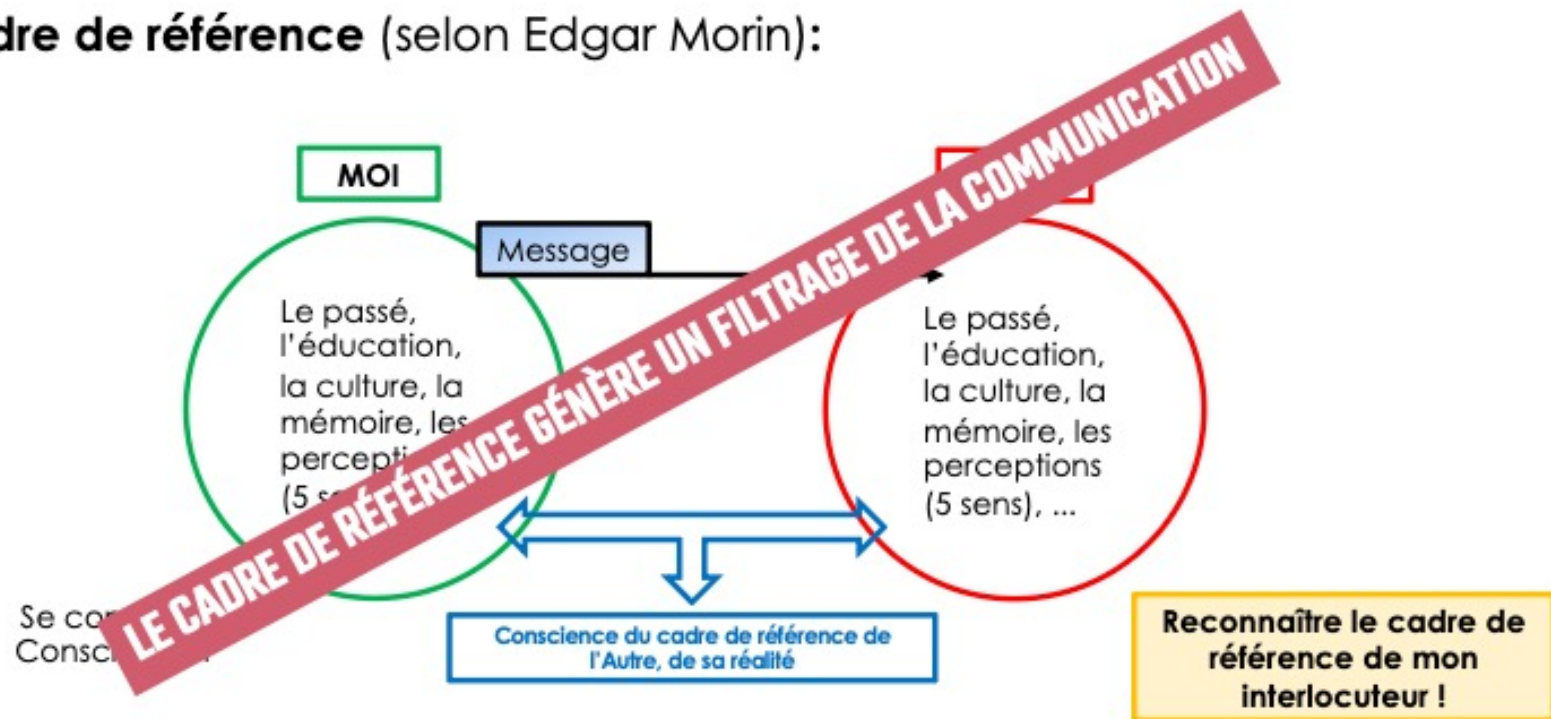 dre de référence (selon Edgar Morin):
MOI
Message
Le passé,
l'éducation,
la culture, la
mémoire, les
(5
Le passé,
l'éducation,
la culture, la
mémoire, les
perceptions
(5 sens), ...
LE CADRE DE RÉFÉRENCE GÉNÈRE UN FILTRAGE DE LA COMMUNICATION
Se
Conscience du cadre de référence de
l'Autre, de sa réalité
Reconnaître le cadre de
référence de mon
interlocuteur !